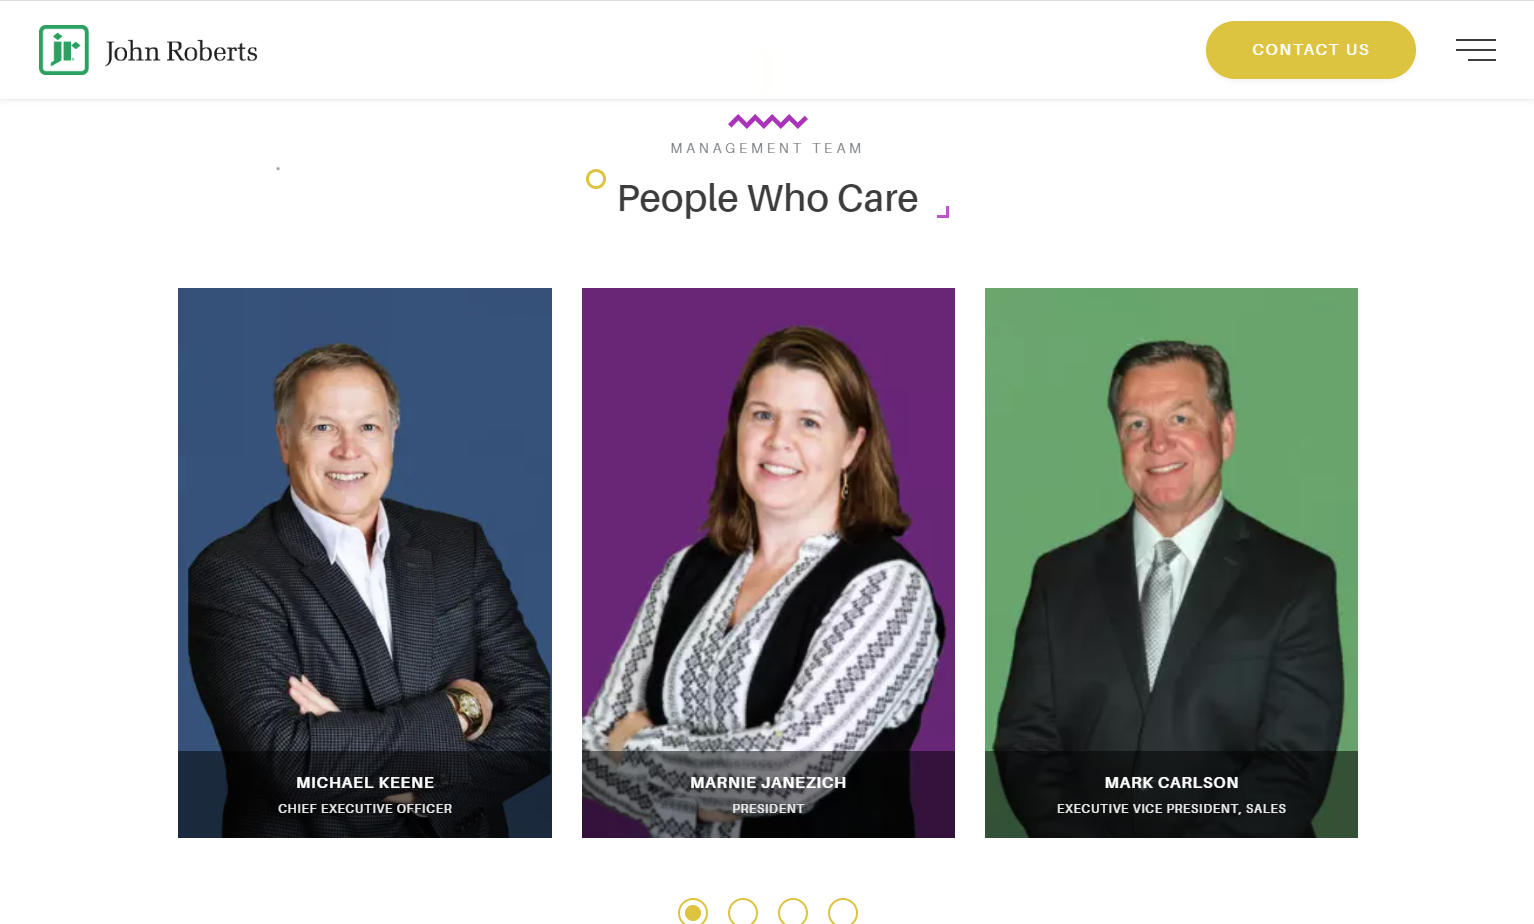 jr John Roberts
CONTACT US
MANAGEMENT TEAM
People Who Care
MICHAEL KEENE
CHIEF EXECUTIVE OFFICER
MARNIE JANEZICH
PRESIDENT
MARK CARLSON
EXECUTIVE VICE PRESIDENT, SALES